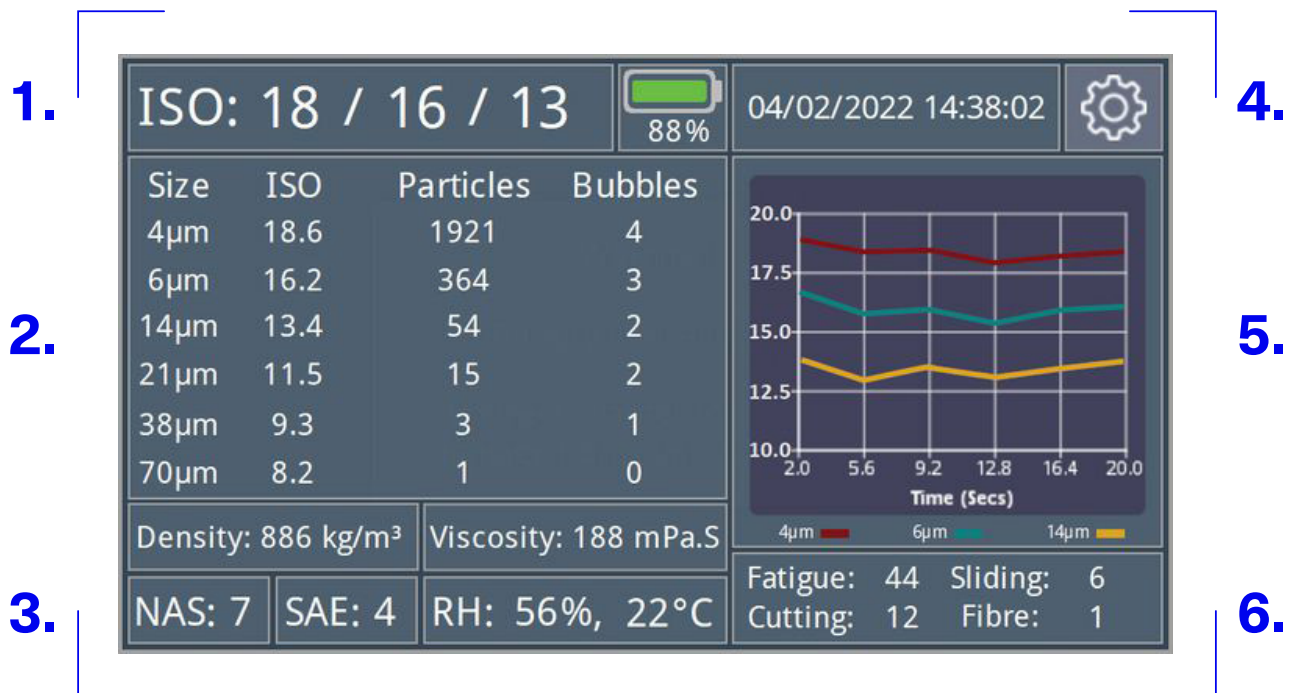 1.
ISO: 18 / 16 / 13
88%
04/02/2022 14:38:02
4.
2.
Size ISO Particles Bubbles
4µm 18.6 1921 4
6µm 16.2 364 3
14µm 13.4 54 2
21µm 11.5 15 2
38µm 9.3 3 1
70µm 8.2 1 0
5.
20.0
17.5
15.0
12.5
10.0
2.0 5.6 9.2 12.8 16.4 20.0
Time (Secs)
4µm 6µm 14µm
3.
Density: 886 kg/m³ Viscosity: 188 mPa.S
NAS: 7 SAE: 4 RH: 56%, 22°C
Fatigue: 44 Sliding: 6
Cutting: 12 Fibre: 1
6.